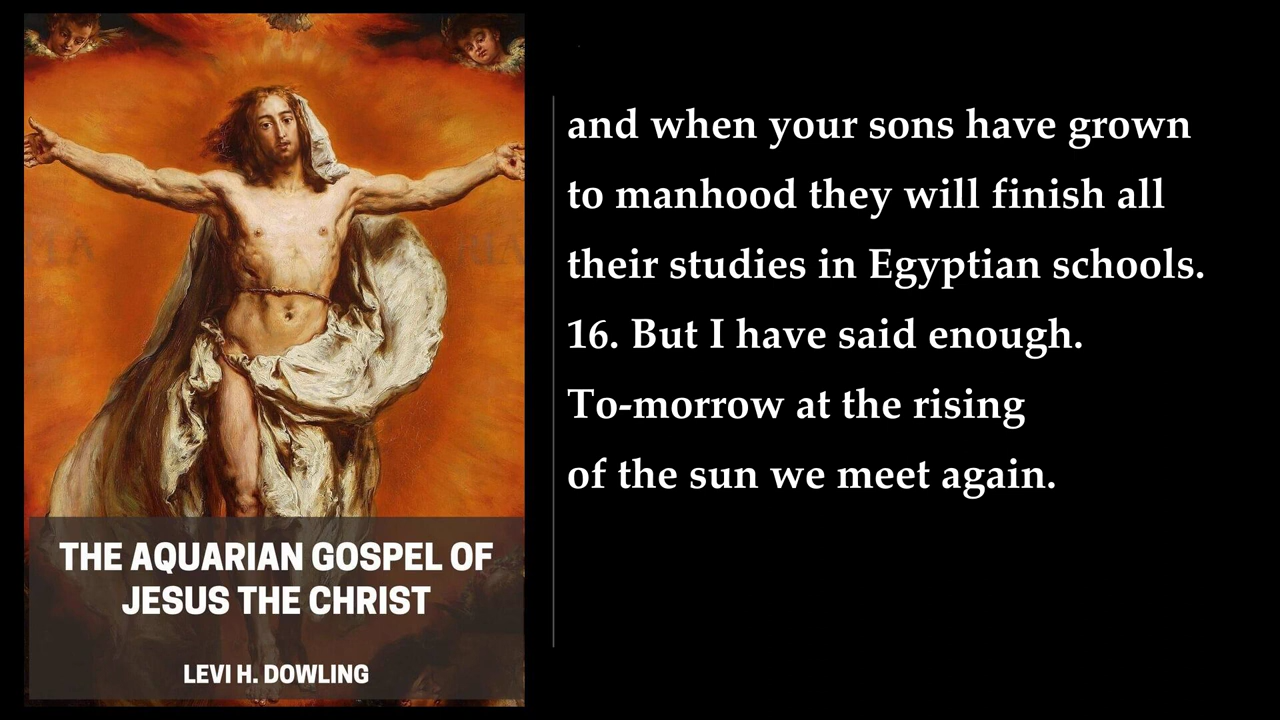 THE AQUARIAN GOSPEL OF
JESUS THE CHRIST
LEVI H. DOWLING
and when your sons have grown
to manhood they will finish all
their studies in Egyptian schools.
16. But I have said enough.
To-morrow at the rising
of the sun we meet again.